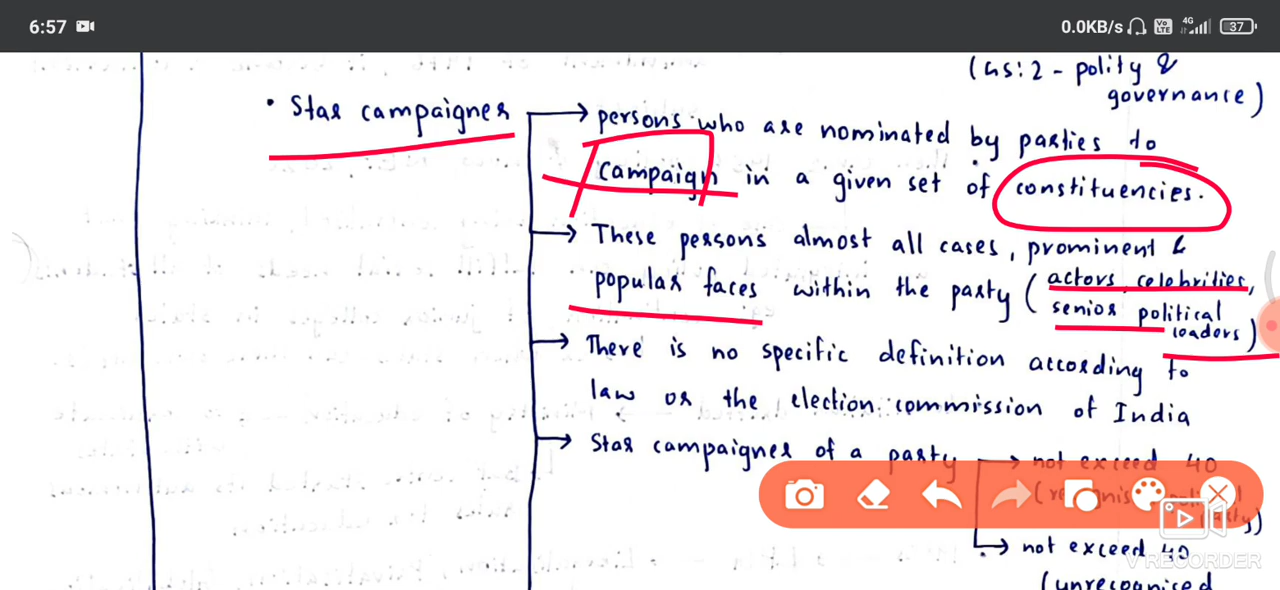 6:57
0.0KB/s 4G 37
Vo LTE
(GS:2 - polity &
governance)
• Star campaigner → persons who are nominated by parties to
campaign in a given set of constituencies.
→ These persons almost all cases, prominent &
popular faces within the party (actors, celebrities,
senior political
leaders)
→ There is no specific definition according to
law or the election commission of India
→ Star campaigner of a party → not exceed 40
→ not exceed 40
(unrecognised
V RECORDER